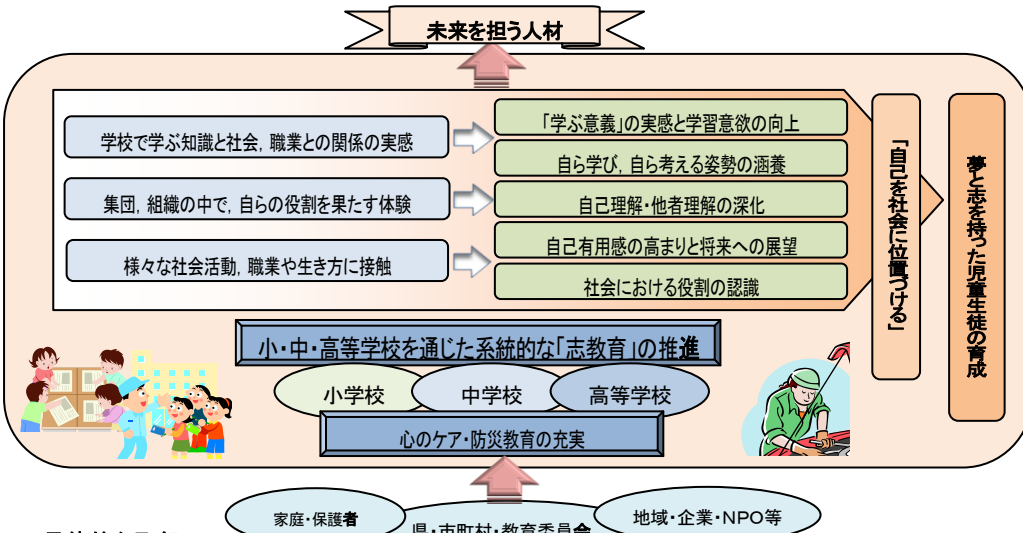 未来を担う人材
学校で学ぶ知識と社会，職業との関係の実感
集団，組織の中で，自らの役割を果たす体験
様々な社会活動，職業や生き方に接触
「学ぶ意義」の実感と学習意欲の向上
自ら学び，自ら考える姿勢の涵養
自己理解・他者理解の深化
自己有用感の高まりと将来への展望
社会における役割の認識
「自己を社会に位置づける」
夢と志を持った児童生徒の育成
小・中・高等学校を通じた系統的な「志教育」の推進
小学校
中学校
高等学校
心のケア・防災教育の充実
家庭・保護者
県・市町村・教育委員会
地域・企業・NPO等